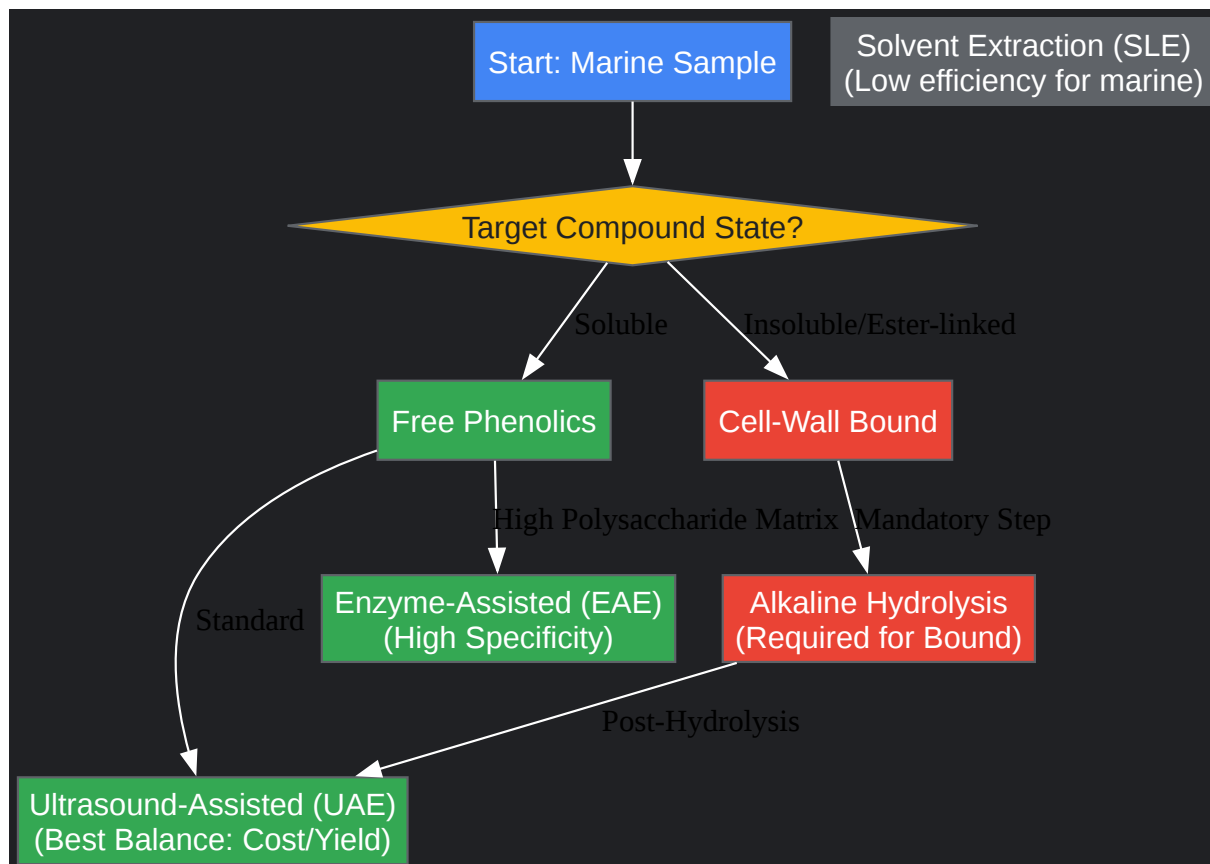 Start: Marine Sample
Solvent Extraction (SLE)
(Low efficiency for marine)
Target Compound State?
Soluble
Insoluble/Ester-linked
Free Phenolics
Cell-Wall Bound
High Polysaccharide Matrix
Mandatory Step
Enzyme-Assisted (EAE)
(High Specificity)
Alkaline Hydrolysis
(Required for Bound)
Standard
Post-Hydrolysis
Ultrasound-Assisted (UAE)
(Best Balance: Cost/Yield)